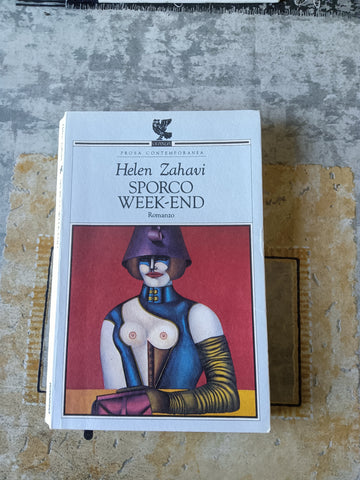 PROSA CONTEMPORANEA
Helen Zahavi
SPORCO
WEEK-END
Romanzo